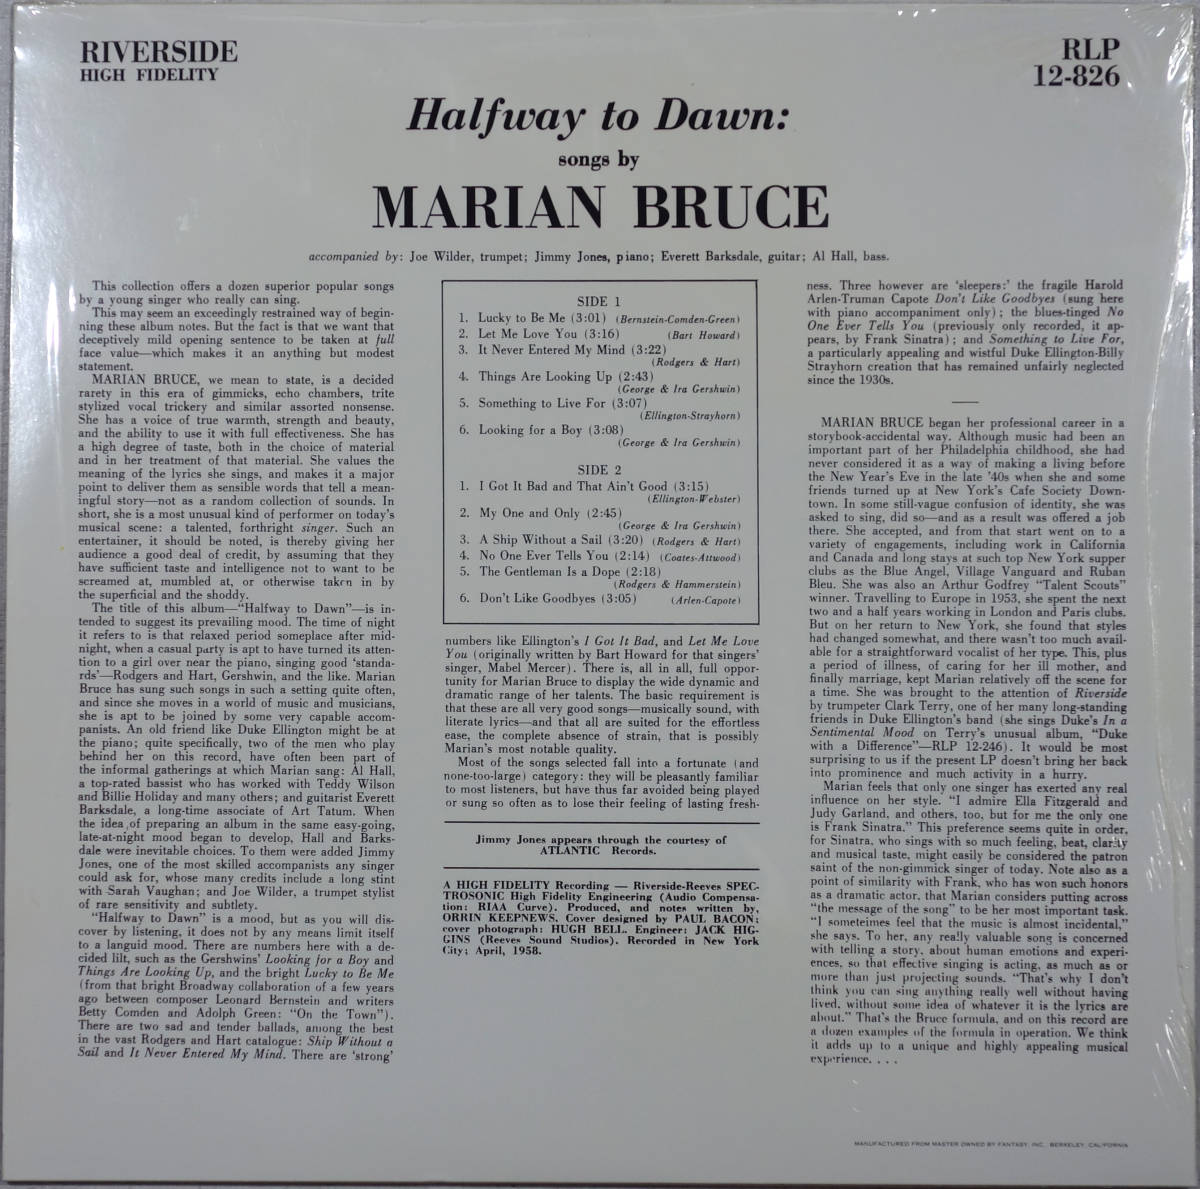 RIVERSIDE
HIGH FIDELITY
RLP
12-826
Halfway to Dawn:
songs by
MARIAN BRUCE
accompanied by: Joe Wilder, trumpet; Jimmy Jones, piano; Everett Barksdale, guitar; Al Hall, bass.
This collection offers a dozen superior popular songs
by a young singer who really can sing.
This may seem an exceedingly restrained way of begin-
ning these album notes. But the fact is that we want that
deceptively mild opening sentence to be taken at full
face value—which makes it an anything but modest
statement.
MARIAN BRUCE, we mean to state, is a decided
rarety in this era of gimmicks, echo chambers, trite
stylized vocal trickery and similar assorted nonsense.
She has a voice of true warmth, strength and beauty,
and the ability to use it with full effectiveness. She has
a high degree of taste, both in the choice of material
and in her treatment of that material. She values the
meaning of the lyrics she sings, and makes it a major
point to deliver them as sensible words that tell a mean-
ingful story—not as a random collection of sounds. In
short, she is a most unusual kind of performer on today's
musical scene: a talented, forthright singer. Such an
entertainer, it should be noted, is thereby giving her
audience a good deal of credit, by assuming that they
have sufficient taste and intelligence not to want to be
screamed at, mumbled at, or otherwise taken in by
the superficial and the shoddy.
The title of this album—"Halfway to Dawn"—is in-
tended to suggest its prevailing mood. The time of night
it refers to is that relaxed period someplace after mid-
night, when a casual party is apt to have turned its atten-
tion to a girl over near the piano, singing good 'standa-
rds'—Rodgers and Hart, Gershwin, and the like. Marian
Bruce has sung such songs in such a setting quite often,
and since she moves in a world of music and musicians,
she is apt to be joined by some very capable accom-
panists. An old friend like Duke Ellington might be at
the piano; quite specifically, two of the men who play
behind her on this record, have often been part of
the informal gatherings at which Marian sang: Al Hall,
a top-rated bassist who has worked with Teddy Wilson
and Billie Holiday and many others; and guitarist Everett
Barksdale, a long-time associate of Art Tatum. When
the idea of preparing an album in the same easy-going,
late-at-night mood began to develop, Hall and Barks-
dale were inevitable choices. To them were added Jimmy
Jones, one of the most skilled accompanists any singer
could ask for, whose many credits include a long stint
with Sarah Vaughan; and Joe Wilder, a trumpet stylist
of rare sensitivity and subtlety.
"Halfway to Dawn" is a mood, but as you will dis-
cover by listening, it does not by any means limit itself
to a languid mood. There are numbers here with a de-
cided lilt, such as the Gershwins' Looking for a Boy and
Things Are Looking Up, and the bright Lucky to Be Me
(from that bright Broadway collaboration of a few years
ago between composer Leonard Bernstein and writers
Betty Comden and Adolph Green: "On the Town").
There are two sad and tender ballads, among the best
in the vast Rodgers and Hart catalogue: Ship Without a
Sail and It Never Entered My Mind. There are 'strong'
SIDE 1
1. Lucky to Be Me (3:01) (Bernstein-Comden-Green)
2. Let Me Love You (3:16) (Bart Howard)
3. It Never Entered My Mind (3:22)
(Rodgers & Hart)
4. Things Are Looking Up (2:43)
(George & Ira Gershwin)
5. Something to Live For (3:07)
(Ellington-Strayhorn)
6. Looking for a Boy (3:08)
(George & Ira Gershwin)
SIDE 2
1. I Got It Bad and That Ain't Good (3:15)
(Ellington-Webster)
2. My One and Only (2:45)
(George & Ira Gershwin)
3. A Ship Without a Sail (3:20) (Rodgers & Hart)
4. No One Ever Tells You (2:14) (Coates-Attwood)
5. The Gentleman Is a Dope (2:18)
(Rodgers & Hammerstein)
6. Don't Like Goodbyes (3:05) (Arlen-Capote)
numbers like Ellington's I Got It Bad, and Let Me Love
You (originally written by Bart Howard for that singers'
singer, Mabel Mercer). There is, all in all, full oppor-
tunity for Marian Bruce to display the wide dynamic and
dramatic range of her talents. The basic requirement is
that these are all very good songs—musically sound, with
literate lyrics—and that all are suited for the effortless
ease, the complete absence of strain, that is possibly
Marian's most notable quality.
Most of the songs selected fall into a fortunate (and
none-too-large) category: they will be pleasantly familiar
to most listeners, but have thus far avoided being played
or sung so often as to lose their feeling of lasting fresh-
Jimmy Jones appears through the courtesy of
ATLANTIC Records.
A HIGH FIDELITY Recording — Riverside-Reeves SPEC-
TROSONIC High Fidelity Engineering (Audio Compensa-
tion: RIAA Curve). Produced, and notes written by,
ORRIN KEEPNEWS. Cover designed by PAUL BACON;
cover photograph: HUGH BELL. Engineer: JACK HIG-
GINS (Reeves Sound Studios). Recorded in New York
City; April, 1958.
ness. Three however are 'sleepers:' the fragile Harold
Arlen-Truman Capote Don't Like Goodbyes (sung here
with piano accompaniment only); the blues-tinged No
One Ever Tells You (previously only recorded, it ap-
pears, by Frank Sinatra); and Something to Live For,
a particularly appealing and wistful Duke Ellington-Billy
Strayhorn creation that has remained unfairly neglected
since the 1930s.
MARIAN BRUCE began her professional career in a
storybook-accidental way. Although music had been an
important part of her Philadelphia childhood, she had
never considered it as a way of making a living before
the New Year's Eve in the late '40s when she and some
friends turned up at New York's Cafe Society Down-
town. In some still-vague confusion of identity, she was
asked to sing, did so—and as a result was offered a job
there. She accepted, and from that start went on to a
variety of engagements, including work in California
and Canada and long stays at such top New York supper
clubs as the Blue Angel, Village Vanguard and Ruban
Bleu. She was also an Arthur Godfrey "Talent Scouts"
winner. Travelling to Europe in 1953, she spent the next
two and a half years working in London and Paris clubs.
But on her return to New York, she found that styles
had changed somewhat, and there wasn't too much avail-
able for a straightforward vocalist of her type. This, plus
a period of illness, of caring for her ill mother, and
finally marriage, kept Marian relatively off the scene for
a time. She was brought to the attention of Riverside
by trumpeter Clark Terry, one of her many long-standing
friends in Duke Ellington's band (she sings Duke's In a
Sentimental Mood on Terry's unusual album, "Duke
with a Difference"—RLP 12-246). It would be most
surprising to us if the present LP doesn't bring her back
into prominence and much activity in a hurry.
Marian feels that only one singer has exerted any real
influence on her style. "I admire Ella Fitzgerald and
Judy Garland, and others, too, but for me the only one
is Frank Sinatra." This preference seems quite in order,
for Sinatra, who sings with so much feeling, beat, clarity
and musical taste, might easily be considered the patron
saint of the non-gimmick singer of today. Note also as a
point of similarity with Frank, who has won such honors
as a dramatic actor, that Marian considers putting across
"the message of the song" to be her most important task.
"I someteimes feel that the music is almost incidental,"
she says. To her, any really valuable song is concerned
with telling a story, about human emotions and experi-
ences, so that effective singing is acting, as much as or
more than just projecting sounds. "That's why I don't
think you can sing anything really well without having
lived, without some idea of whatever it is the lyrics are
about." That's the Bruce formula, and on this record are
a dozen examples of the formula in operation. We think
it adds up to a unique and highly appealing musical
experience. . . .
MANUFACTURED FROM MASTER OWNED BY FANTASY, INC., BERKELEY, CALIFORNIA